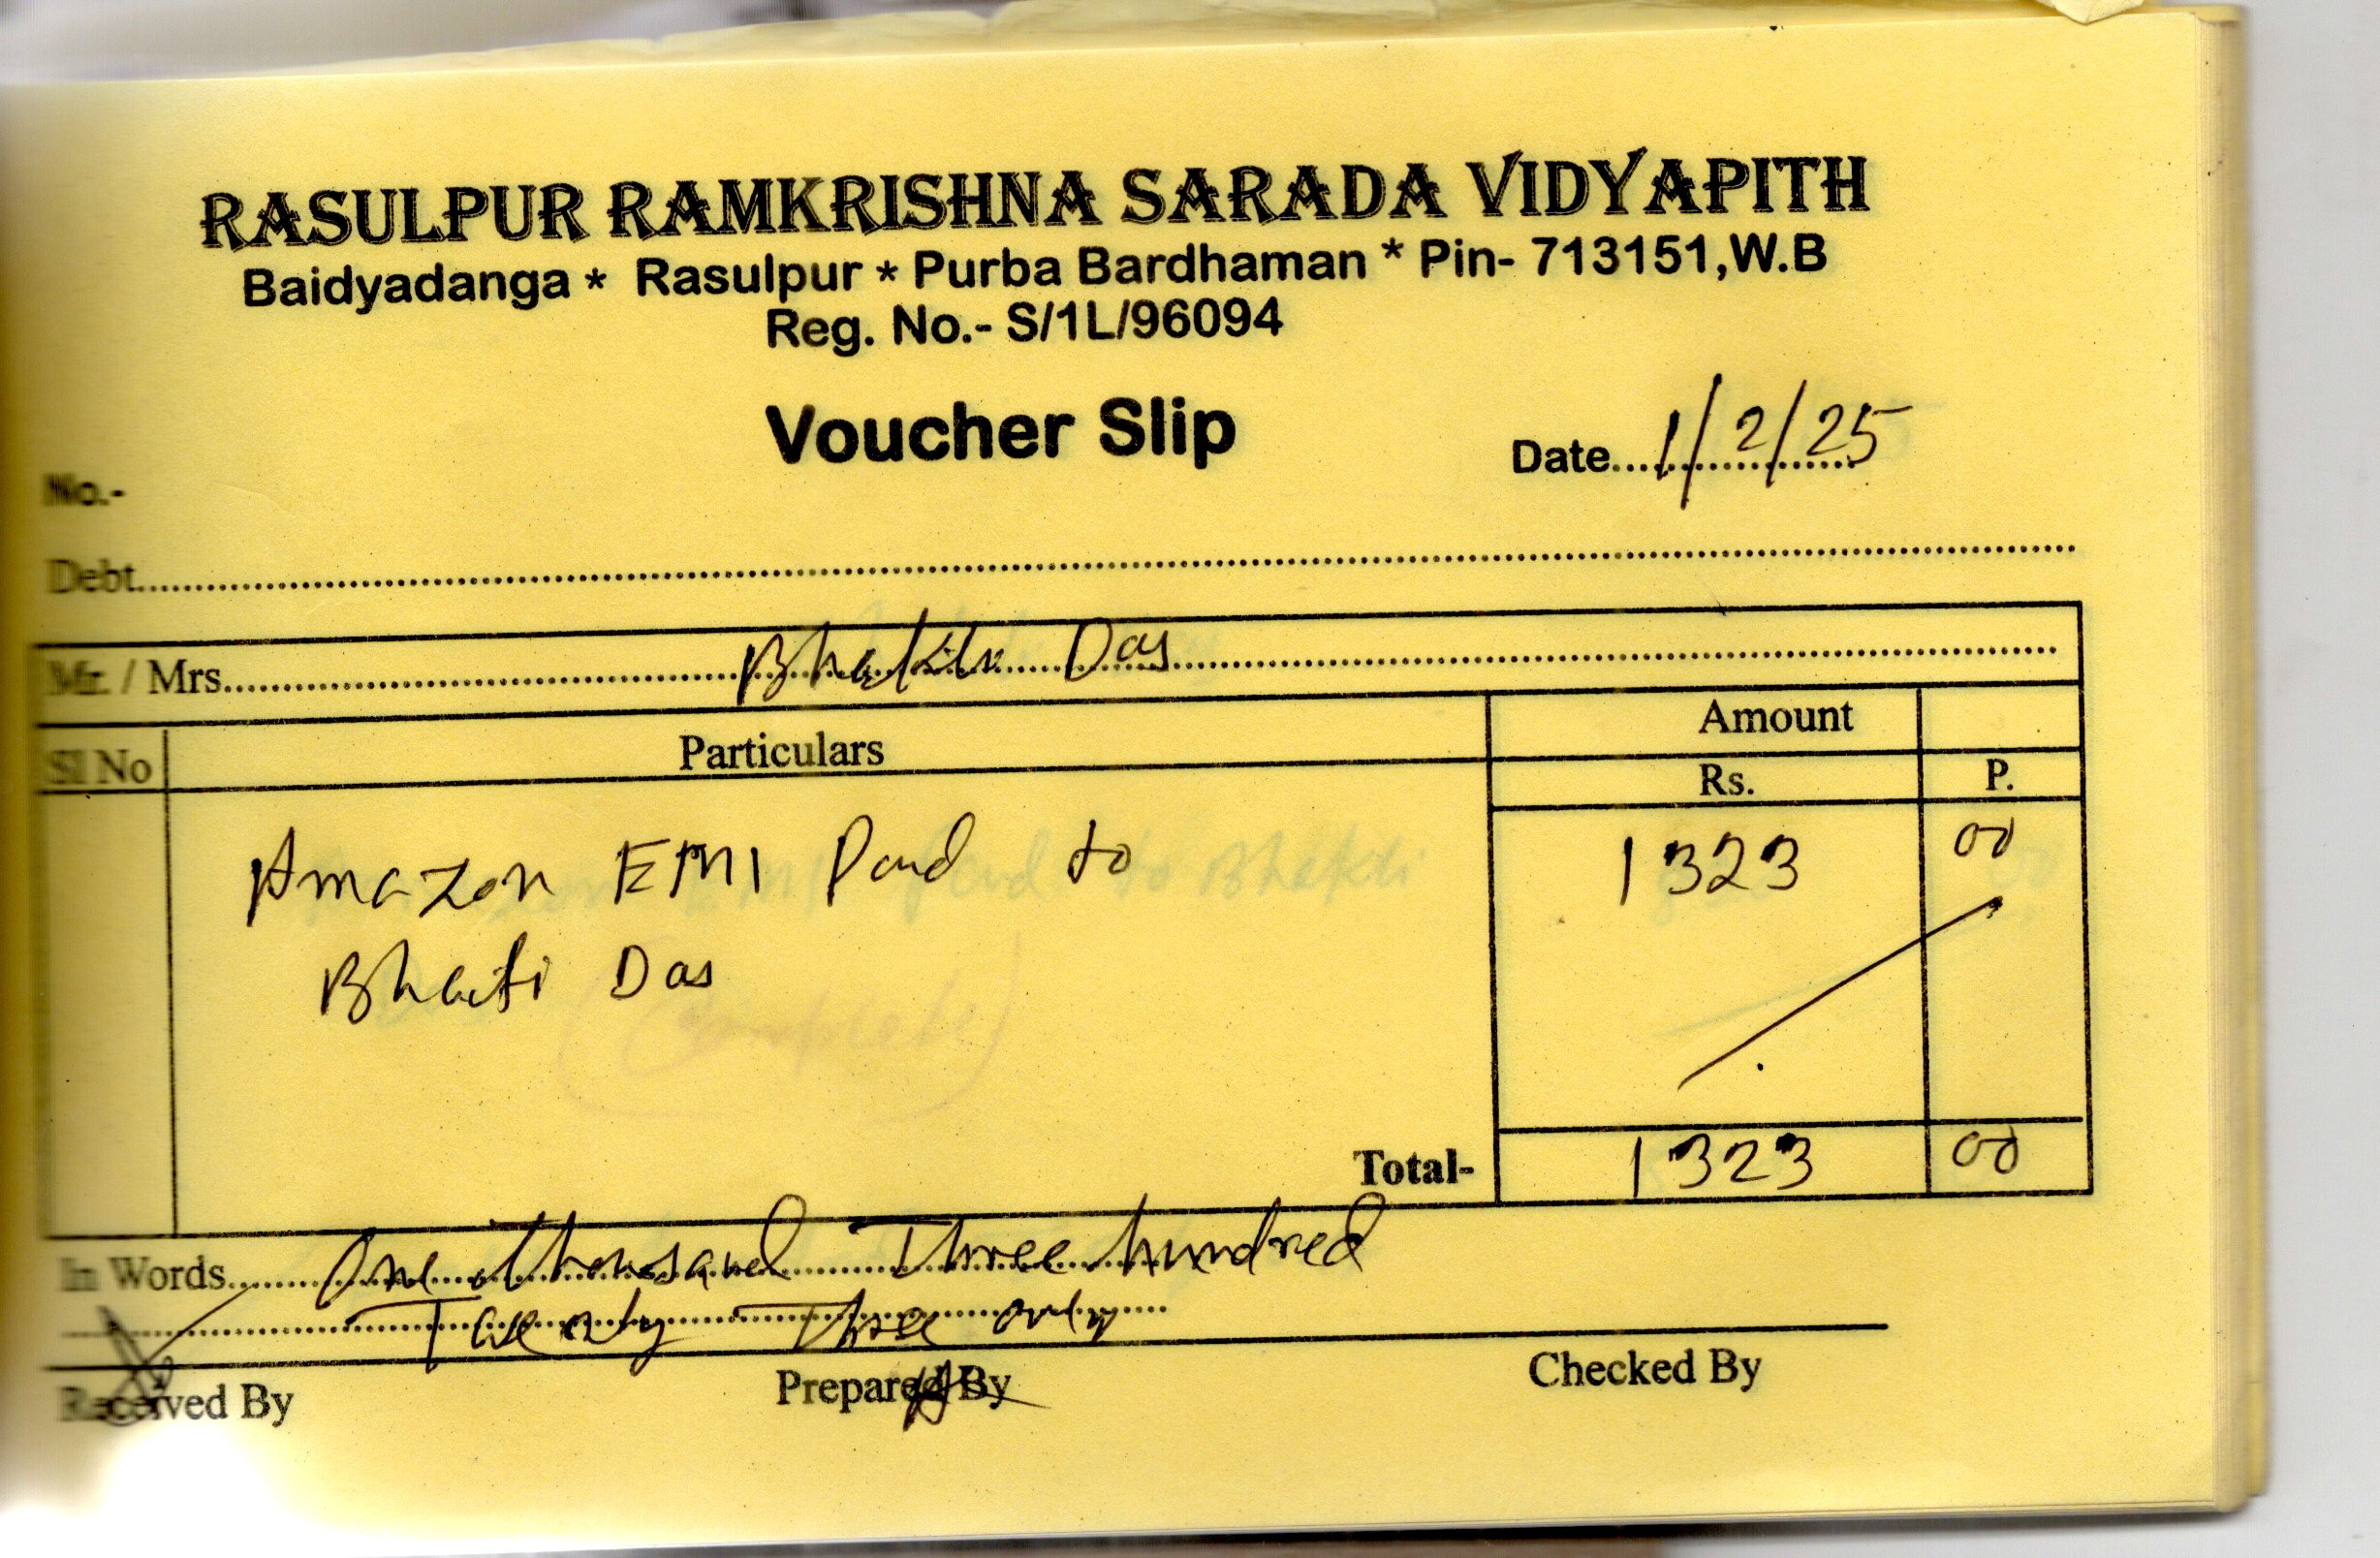 RASULPUR RAMKRISHNA SARADA VIDYAPITH
Baidyadanga * Rasulpur * Purba Bardhaman * Pin- 713151,W.B
Reg. No.- S/1L/96094
Voucher Slip
Date...1/2/25
No.-
Debt
Mr. / Mrs. Bhakti Das
Sl No Particulars Amount
Rs. P.
Amazon EMI Paid to 1323 00
Bhakti Das
Total- 1323 00
In Words One thousand Three hundred
Twenty Three only
Received By Prepared By Checked By